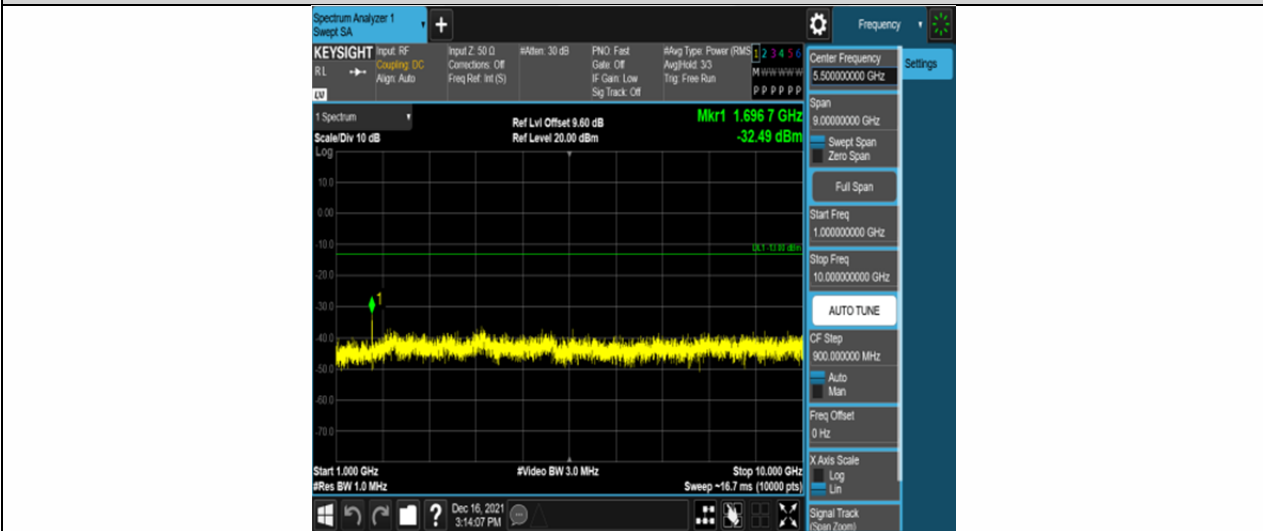 Spectrum Analyzer 1
Swept SA
+
Frequency
KEYSIGHT
RL
LV
Input: RF
Coupling: DC
Align: Auto
Input Z: 50 Ω
Corrections: Off
Freq Ref: Int (S)
#Atten: 30 dB
PNO: Fast
Gate: Off
IF Gain: Low
Sig Track: Off
#Avg Type: Power (RMS
Avg|Hold: 3/3
Trig: Free Run
1 2 3 4 5 6
M W W W W W
P P P P P P
Center Frequency
5.500000000 GHz
Settings
Span
9.00000000 GHz
Swept Span
Zero Span
Full Span
Start Freq
1.000000000 GHz
Stop Freq
10.000000000 GHz
AUTO TUNE
CF Step
900.000000 MHz
Auto
Man
Freq Offset
0 Hz
X Axis Scale
Log
Lin
Signal Track
(Span Zoom)
1 Spectrum
Scale/Div 10 dB
Log
Ref Lvl Offset 9.60 dB
Ref Level 20.00 dBm
Mkr1 1.696 7 GHz
-32.49 dBm
10.0
0.00
-10.0
DL1 -13.00 dBm
-20.0
1
-30.0
-40.0
-50.0
-60.0
-70.0
Start 1.000 GHz
#Res BW 1.0 MHz
#Video BW 3.0 MHz
Stop 10.000 GHz
Sweep ~16.7 ms (10000 pts)
?
Dec 16, 2021
3:14:07 PM